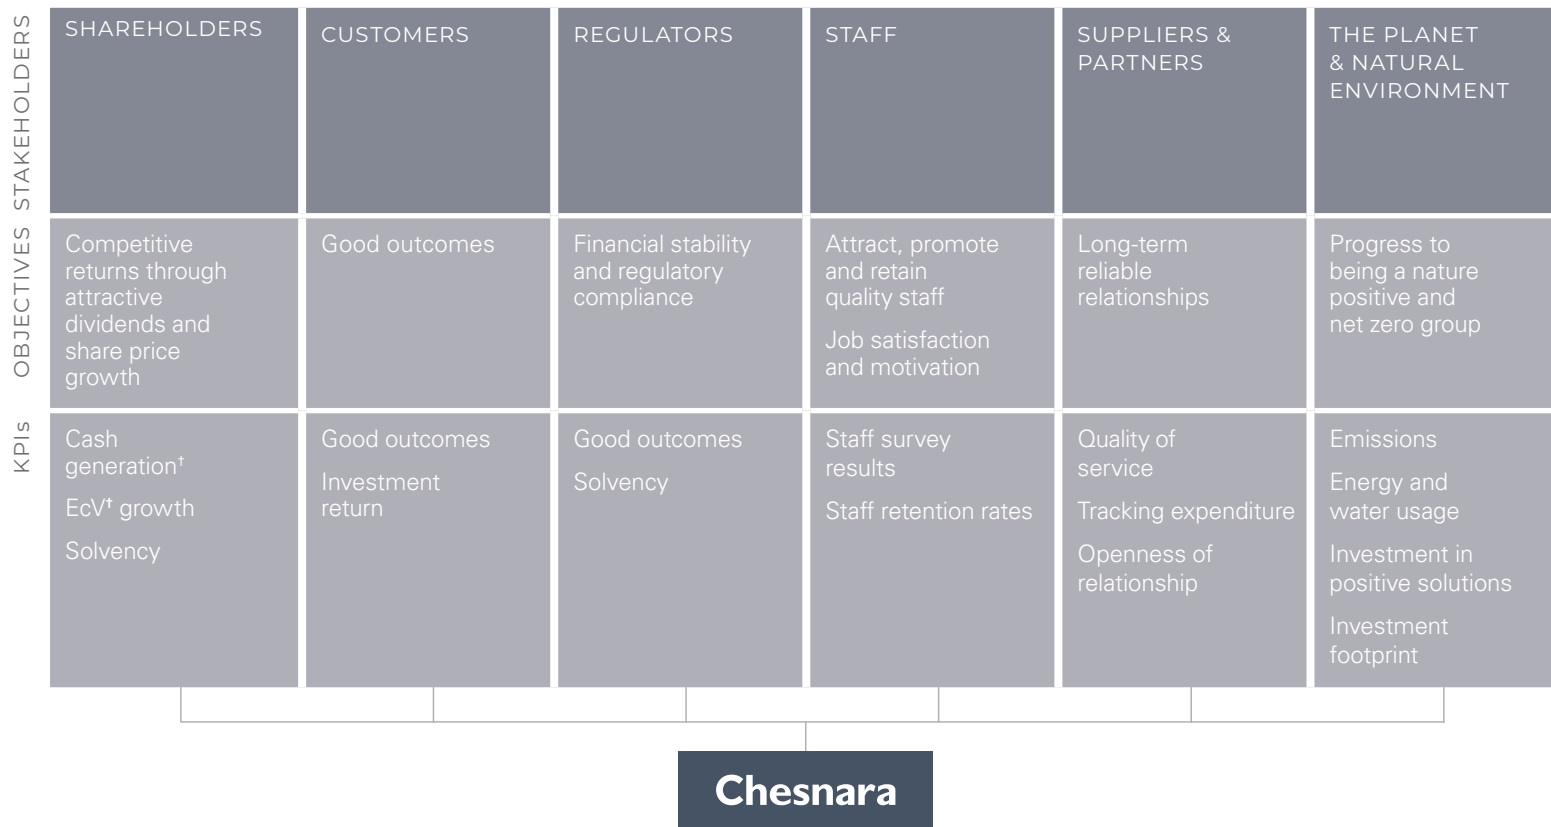 STAKEHOLDERS
SHAREHOLDERS
CUSTOMERS
REGULATORS
STAFF
SUPPLIERS &
PARTNERS
THE PLANET
& NATURAL
ENVIRONMENT
OBJECTIVES
Competitive
returns through
attractive
dividends and
share price
growth
Good outcomes
Financial stability
and regulatory
compliance
Attract, promote
and retain
quality staff
Job satisfaction
and motivation
Long-term
reliable
relationships
Progress to
being a nature
positive and
net zero group
KPIs
Cash
generation†
EcV† growth
Solvency
Good outcomes
Investment
return
Good outcomes
Solvency
Staff survey
results
Staff retention rates
Quality of
service
Tracking expenditure
Openness of
relationship
Emissions
Energy and
water usage
Investment in
positive solutions
Investment
footprint
Chesnara